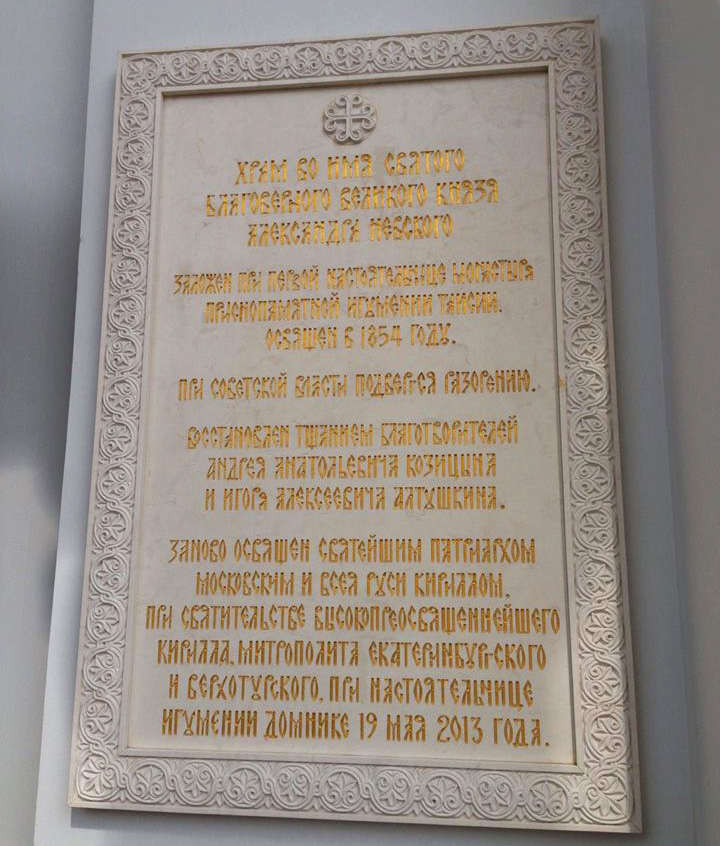 ХРАМ ВО ИМЯ СВЯТОГО
БЛАГОВЕРНОГО ВЕЛИКОГО КНЯЗЯ
АЛЕКСАНДРА НЕВСКОГО
ЗАЛОЖЕН ПРИ ПЕРВОЙ НАСТОЯТЕЛЬНИЦЕ МОНАСТЫРЯ
ПРИСНОПАМЯТНОЙ ИГУМЕНИИ ТАИСИИ.
ОСВЯЩЕН В 1854 ГОДУ.
ПРИ СОВЕТСКОЙ ВЛАСТИ ПОДВЕРГСЯ РАЗОРЕНИЮ.
ВОССТАНОВЛЕН ТЩАНИЕМ БЛАГОТВОРИТЕЛЕЙ
АНДРЕЯ АНАТОЛЬЕВИЧА КОЗИЦЫНА
И ИГОРЯ АЛЕКСЕЕВИЧА АЛТУШКИНА.
ЗАНОВО ОСВЯЩЕН СВЯТЕЙШИМ ПАТРИАРХОМ
МОСКОВСКИМ И ВСЕЯ РУСИ КИРИЛЛОМ,
ПРИ СВЯТИТЕЛЬСТВЕ ВЫСОКОПРЕОСВЯЩЕННЕЙШЕГО
КИРИЛЛА, МИТРОПОЛИТА ЕКАТЕРИНБУРГСКОГО
И ВЕРХОТУРСКОГО, ПРИ НАСТОЯТЕЛЬНИЦЕ
ИГУМЕНИИ ДОМНИКЕ 19 МАЯ 2013 ГОДА.